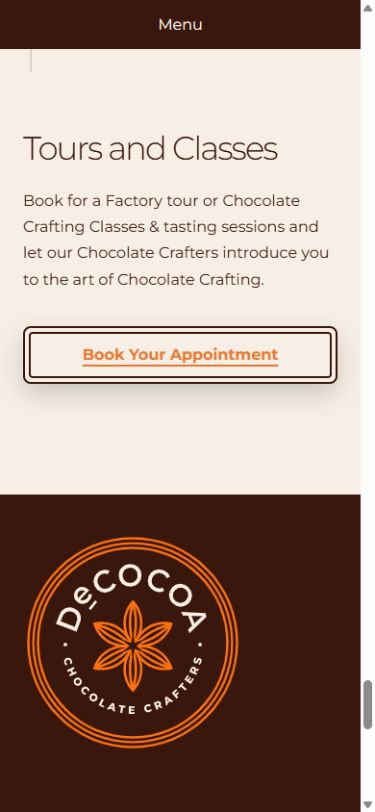 Menu
Tours and Classes
Book for a Factory tour or Chocolate
Crafting Classes & tasting sessions and
let our Chocolate Crafters introduce you
to the art of Chocolate Crafting.
Book Your Appointment
DeCOCOA
• CHOCOLATE CRAFTERS •